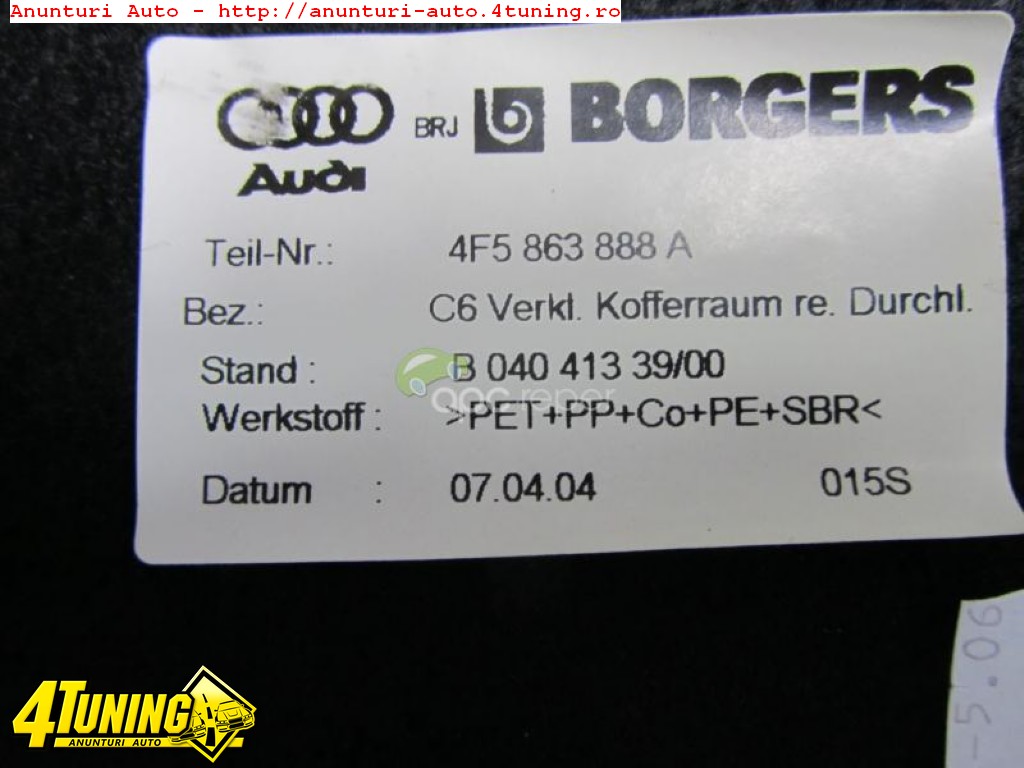 Anunturi Auto - http://anunturi-auto.4tuning.ro
Audi BRJ BORGERS
Teil-Nr.: 4F5 863 888 A
Bez.: C6 Verkl. Kofferraum re. Durchl.
Stand : B 040 413 39/00
Werkstoff : >PET+PP+Co+PE+SBR<
Datum : 07.04.04 015S
-5.06
4TUNING
ANUNTURI AUTO